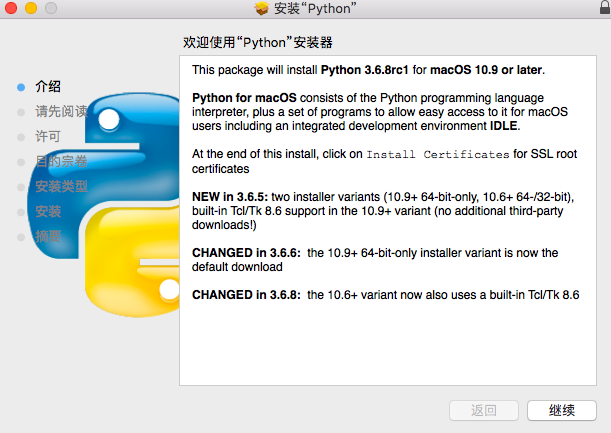 安装“Python”
欢迎使用“Python”安装器
介绍
请先阅读
许可
目的宗卷
安装类型
安装
摘要
This package will install Python 3.6.8rc1 for macOS 10.9 or later.
Python for macOS consists of the Python programming language
interpreter, plus a set of programs to allow easy access to it for macOS
users including an integrated development environment IDLE.
At the end of this install, click on Install Certificates for SSL root
certificates
NEW in 3.6.5: two installer variants (10.9+ 64-bit-only, 10.6+ 64-/32-bit),
built-in Tcl/Tk 8.6 support in the 10.9+ variant (no additional third-party
downloads!)
CHANGED in 3.6.6: the 10.9+ 64-bit-only installer variant is now the
default download
CHANGED in 3.6.8: the 10.6+ variant now also uses a built-in Tcl/Tk 8.6
返回
继续